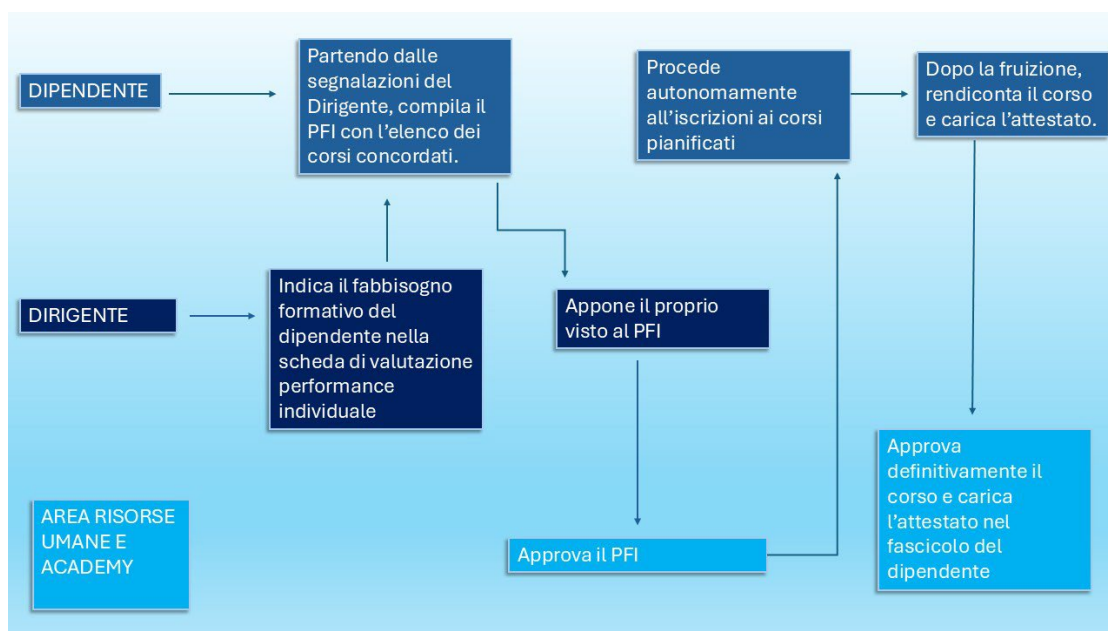 DIPENDENTE
Partendo dalle
segnalazioni del
Dirigente, compila il
PFI con l'elenco dei
corsi concordati.
Procede
autonomamente
all'iscrizioni ai corsi
pianificati
Dopo la fruizione,
rendiconta il corso
e carica l'attestato.
DIRIGENTE
Indica il fabbisogno
formativo del
dipendente nella
scheda di valutazione
performance
individuale
Appone il proprio
visto al PFI
AREA RISORSE
UMANE E
ACADEMY
Approva il PFI
Approva
definitivamente il
corso e carica
l'attestato nel
fascicolo del
dipendente